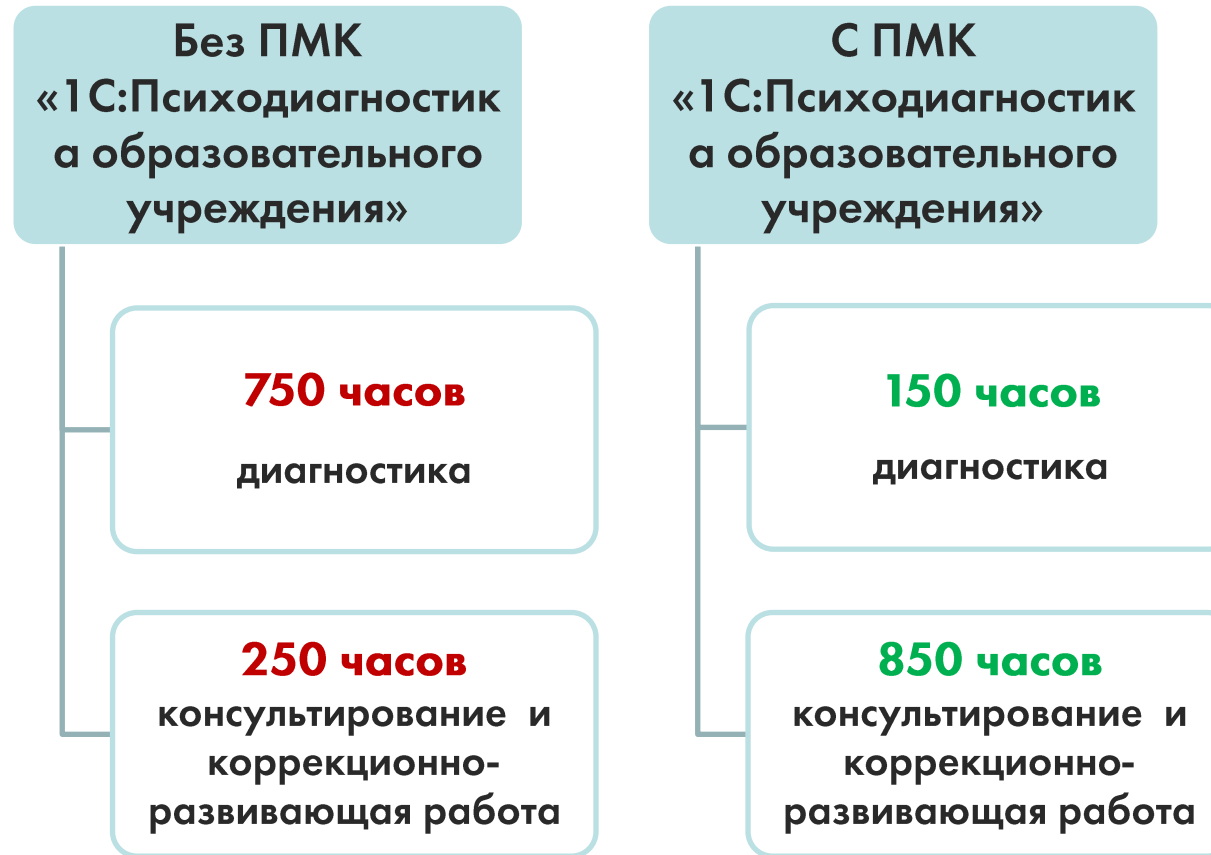 Без ПМК
«1С:Психодиагностик
а образовательного
учреждения»
750 часов
диагностика
250 часов
консультирование и
коррекционно-
развивающая работа
С ПМК
«1С:Психодиагностик
а образовательного
учреждения»
150 часов
диагностика
850 часов
консультирование и
коррекционно-
развивающая работа